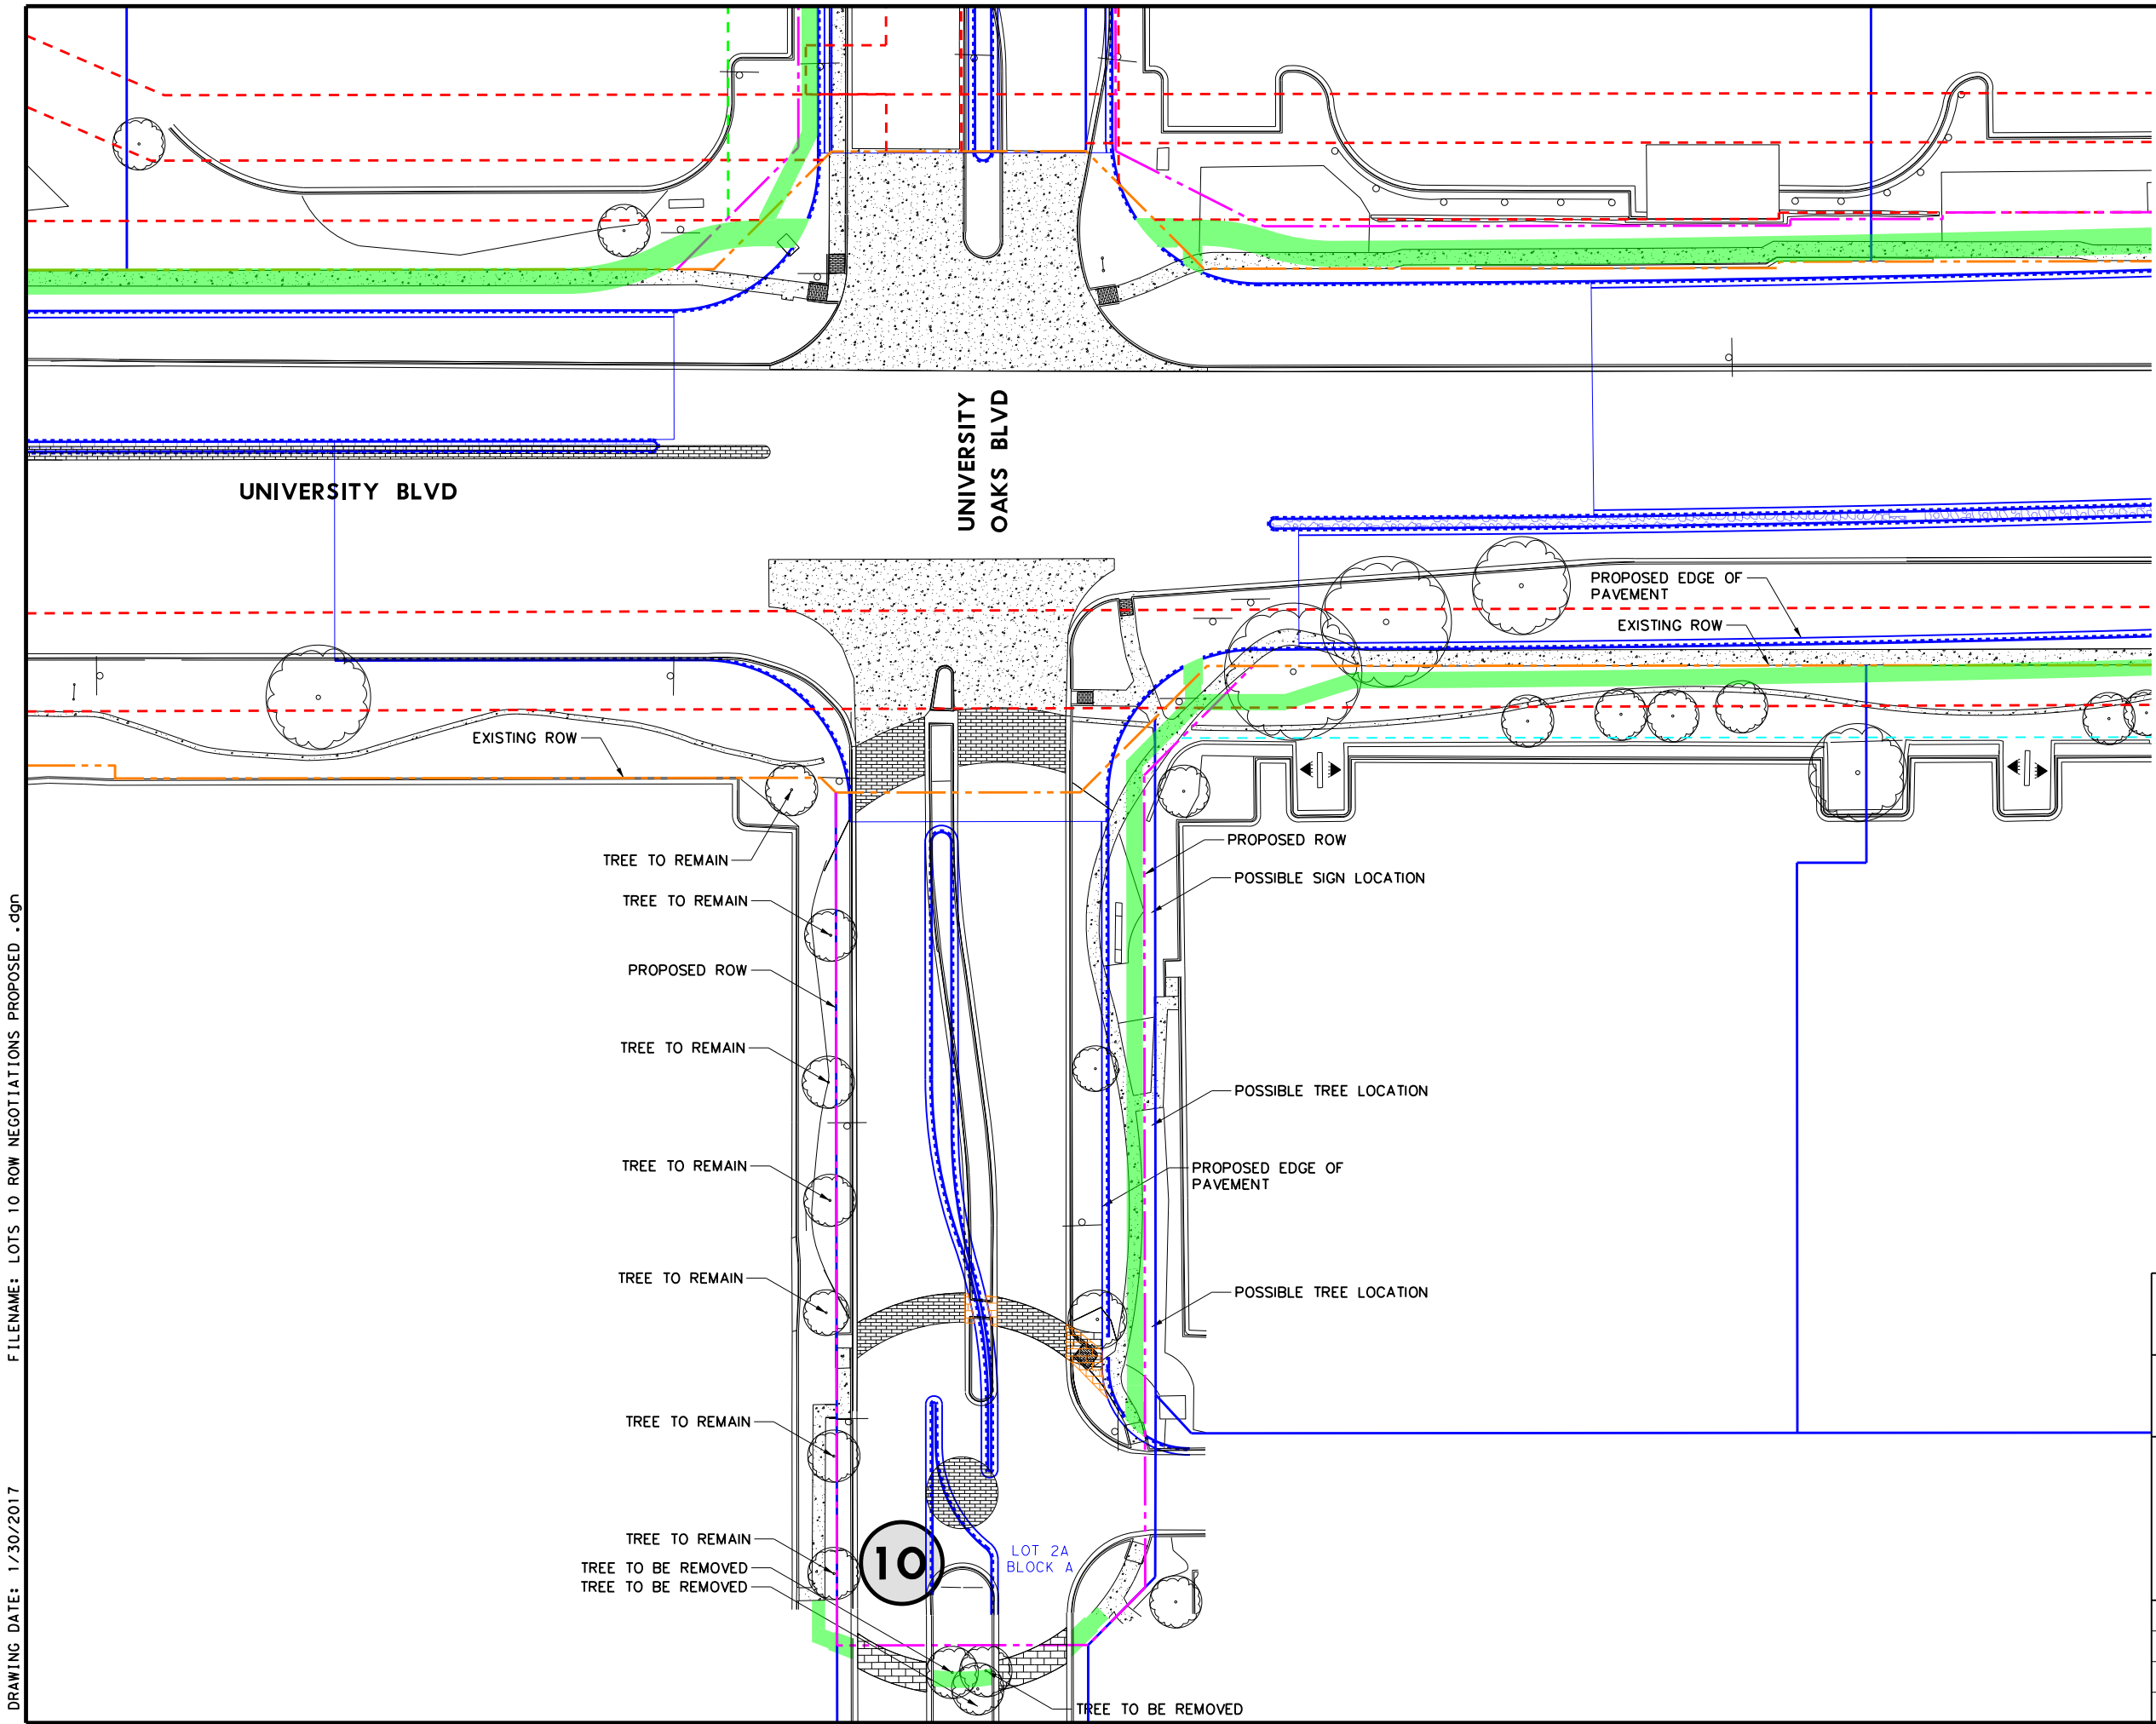 UNIVERSITY BLVD
UNIVERSITY
OAKS BLVD
PROPOSED EDGE OF
PAVEMENT
EXISTING ROW
EXISTING ROW
TREE TO REMAIN
PROPOSED ROW
POSSIBLE SIGN LOCATION
TREE TO REMAIN
PROPOSED ROW
TREE TO REMAIN
POSSIBLE TREE LOCATION
TREE TO REMAIN
PROPOSED EDGE OF
PAVEMENT
TREE TO REMAIN
POSSIBLE TREE LOCATION
TREE TO REMAIN
TREE TO REMAIN
TREE TO BE REMOVED
TREE TO BE REMOVED
10
LOT 2A
BLOCK A
TREE TO BE REMOVED
DRAWING DATE: 1/30/2017
FILENAME: LOTS 10 ROW NEGOTIATIONS PROPOSED .dgn